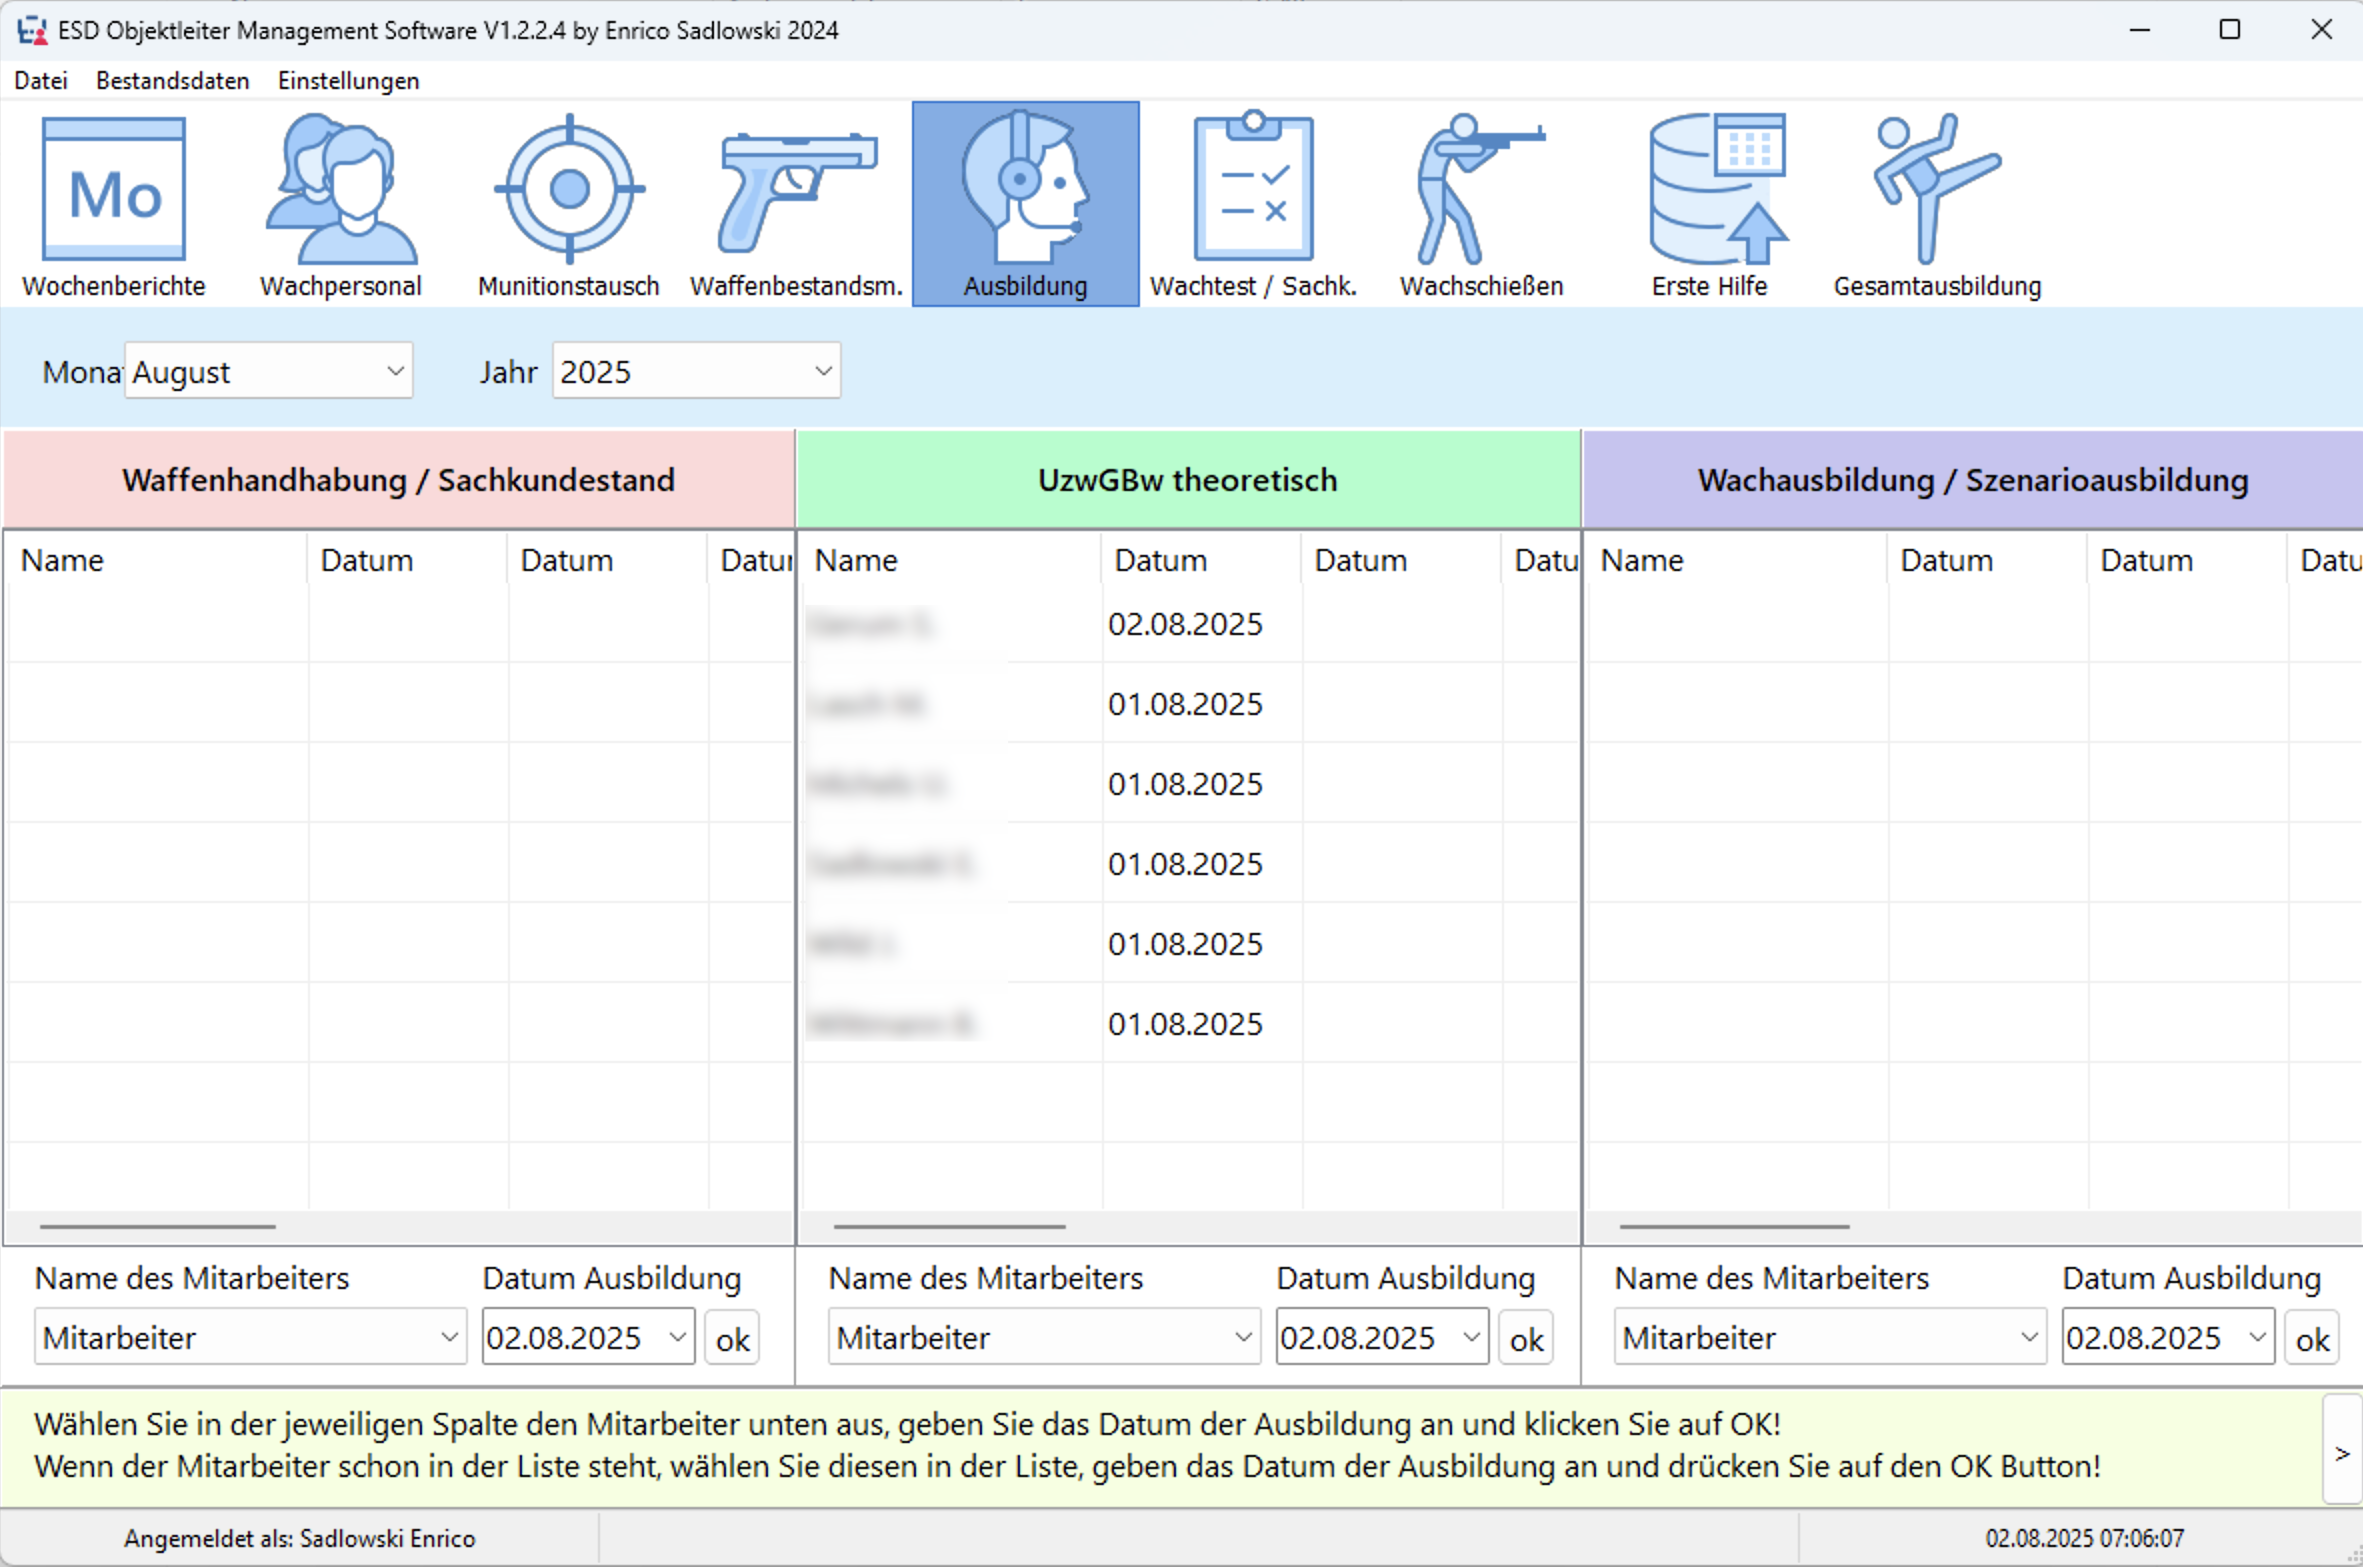 ESD Objektleiter Management Software V1.2.2.4 by Enrico Sadlowski 2024
Datei Bestandsdaten Einstellungen
Mo
Wochenberichte Wachpersonal Munitionstausch Waffenbestandsm. Ausbildung Wachtest / Sachk. Wachschießen Erste Hilfe Gesamtausbildung
Mona August Jahr 2025
Waffenhandhabung / Sachkundestand UzwGBw theoretisch Wachausbildung / Szenarioausbildung
Name Datum Datum Datur Name Datum Datum Datu Name Datum Datum Datu
02.08.2025
01.08.2025
01.08.2025
01.08.2025
01.08.2025
01.08.2025
Name des Mitarbeiters Datum Ausbildung Name des Mitarbeiters Datum Ausbildung Name des Mitarbeiters Datum Ausbildung
Mitarbeiter 02.08.2025 ok Mitarbeiter 02.08.2025 ok Mitarbeiter 02.08.2025 ok
Wählen Sie in der jeweiligen Spalte den Mitarbeiter unten aus, geben Sie das Datum der Ausbildung an und klicken Sie auf OK!
Wenn der Mitarbeiter schon in der Liste steht, wählen Sie diesen in der Liste, geben das Datum der Ausbildung an und drücken Sie auf den OK Button!
>
Angemeldet als: Sadlowski Enrico 02.08.2025 07:06:07